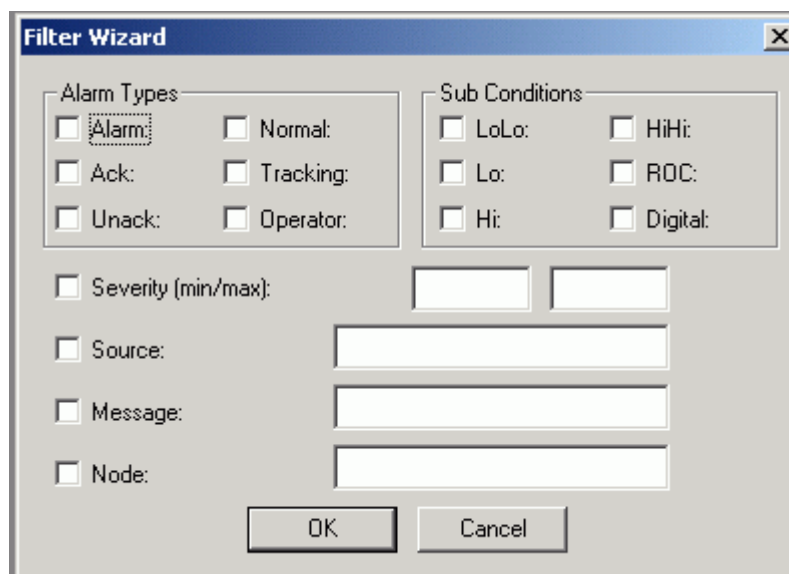 Filter Wizard
Alarm Types
Alarm: Normal:
Ack: Tracking:
Unack: Operator:
Sub Conditions
LoLo: HiHi:
Lo: ROC:
Hi: Digital:
Severity (min/max):
Source:
Message:
Node:
OK Cancel